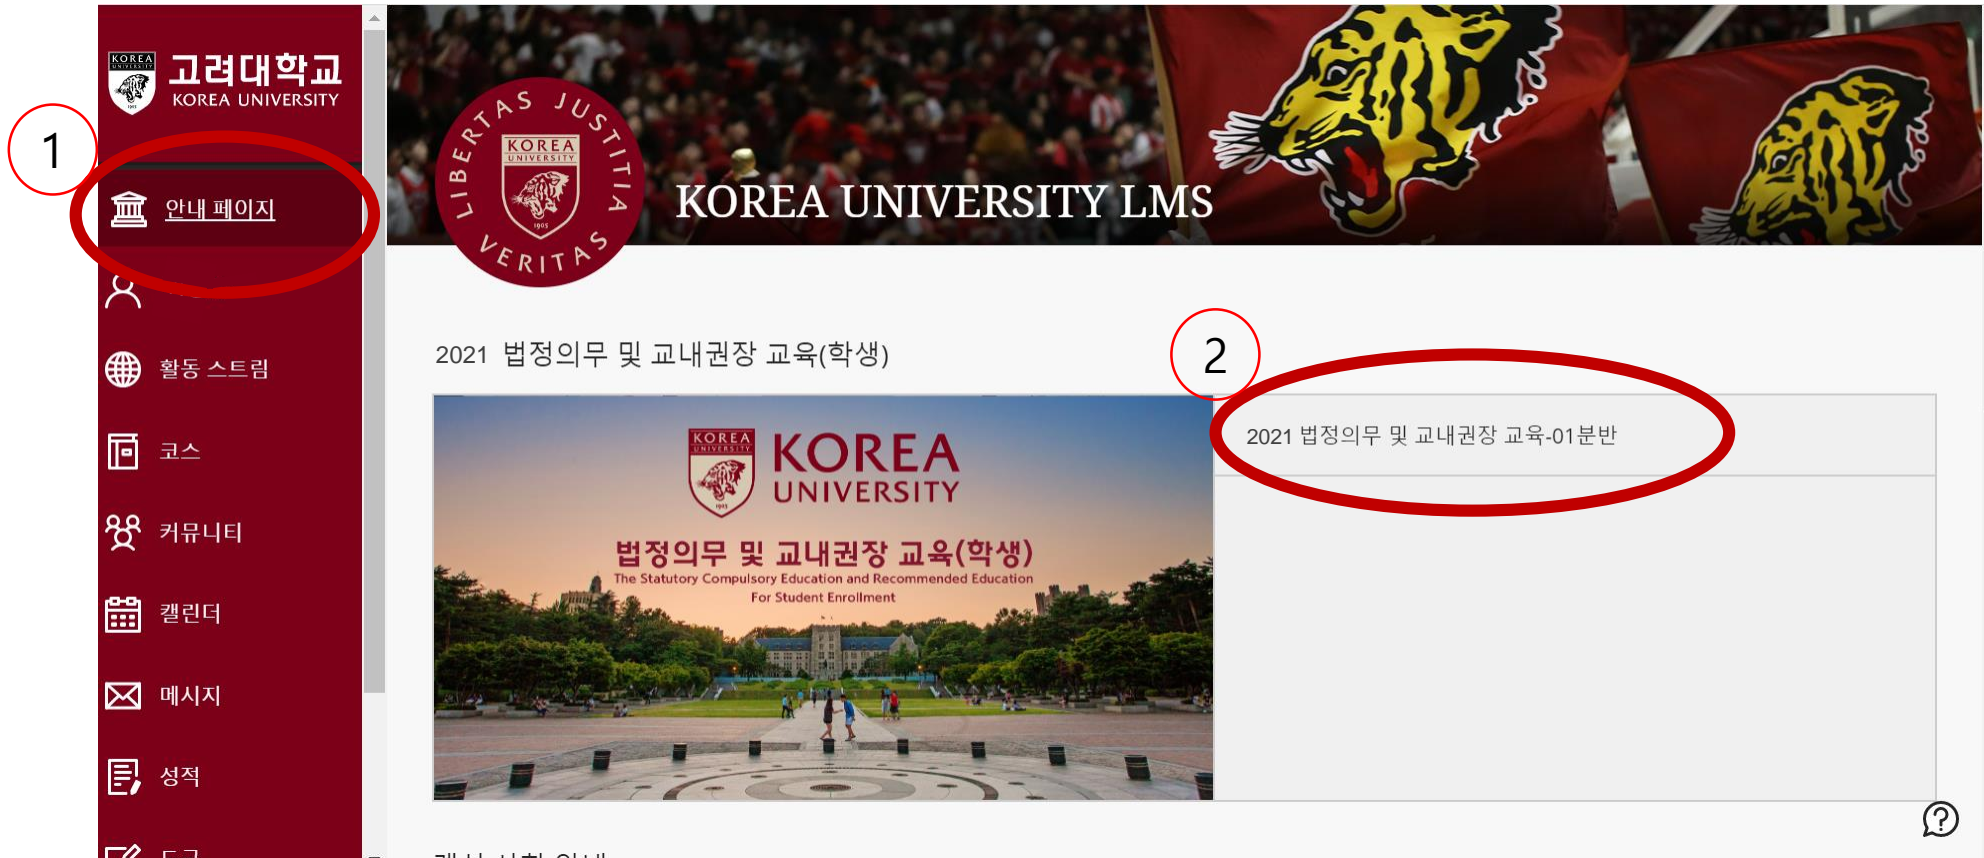 KOREA
UNIVERSITY
1905
고려대학교
KOREA UNIVERSITY
1
안내 페이지
활동 스트림
코스
커뮤니티
캘린더
메시지
성적
LIBERTAS JUSTITIA VERITAS
KOREA
UNIVERSITY
1905
KOREA UNIVERSITY LMS
2021 법정의무 및 교내권장 교육(학생)
2
KOREA
UNIVERSITY
1905
KOREA
UNIVERSITY
법정의무 및 교내권장 교육(학생)
The Statutory Compulsory Education and Recommended Education
For Student Enrollment
2021 법정의무 및 교내권장 교육-01분반
?